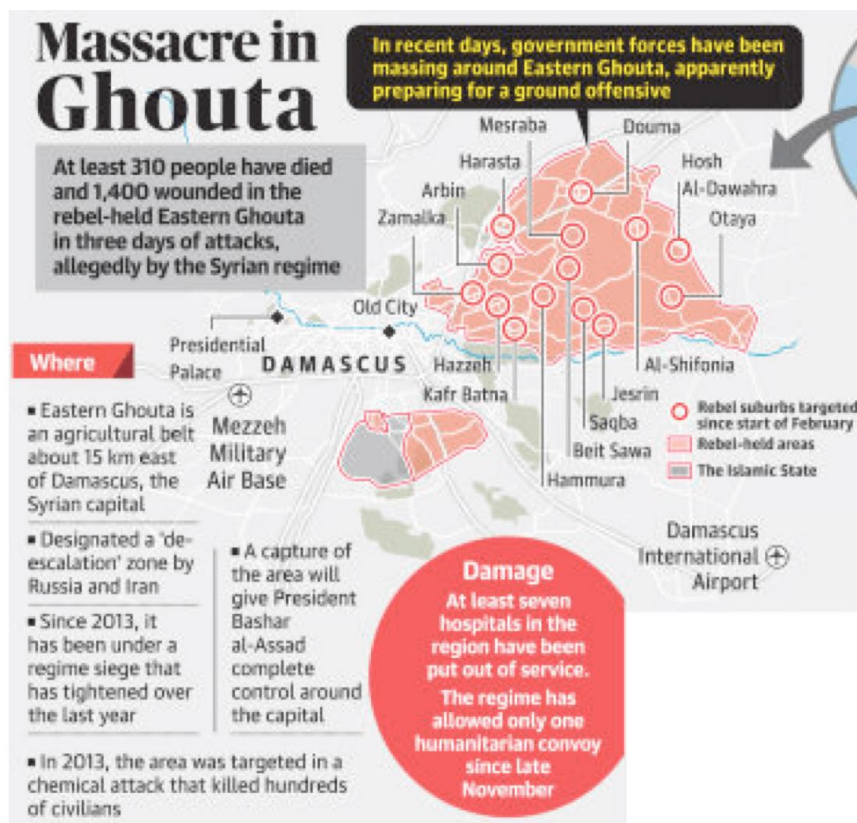 Massacre in
Ghouta
At least 310 people have died
and 1,400 wounded in the
rebel-held Eastern Ghouta
in three days of attacks,
allegedly by the Syrian regime
In recent days, government forces have been
massing around Eastern Ghouta, apparently
preparing for a ground offensive
Mesraba
Douma
Harasta
Hosh
Al-Dawahra
Arbin
Zamalka
Otaya
Old City
Presidential
Palace
DAMASCUS
Hazzeh
Kafr Batna
Al-Shifonia
Jesrin
Saqba
Beit Sawa
Hammura
Mezzeh
Military
Air Base
Rebel suburbs targeted
since start of February
Rebel-held areas
The Islamic State
Damascus
International
Airport
Where
▪ Eastern Ghouta is
an agricultural belt
about 15 km east
of Damascus, the
Syrian capital
▪ Designated a 'de-
escalation' zone by
Russia and Iran
▪ Since 2013, it
has been under a
regime siege that
has tightened over
the last year
▪ A capture of
the area will
give President
Bashar
al-Assad
complete
control around
the capital
▪ In 2013, the area was targeted in a
chemical attack that killed hundreds
of civilians
Damage
At least seven
hospitals in the
region have been
put out of service.
The regime has
allowed only one
humanitarian convoy
since late
November